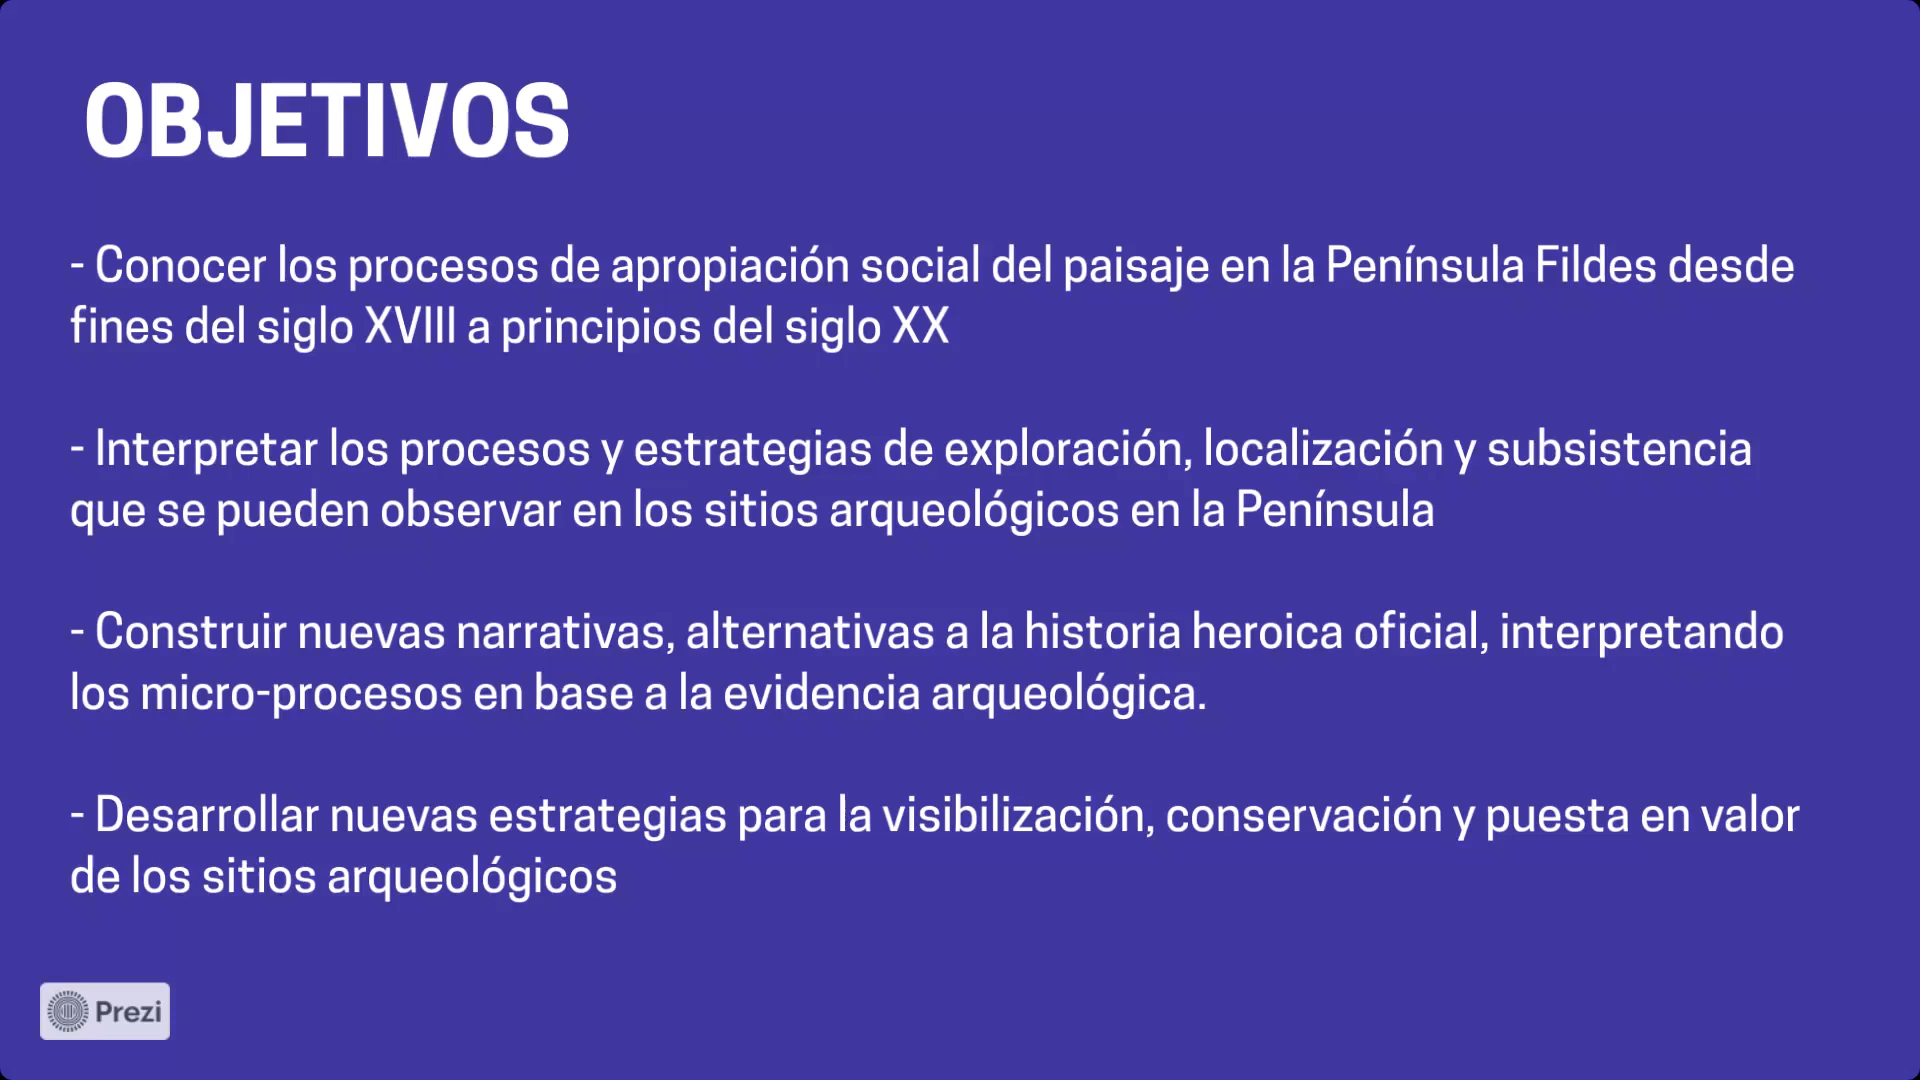 OBJETIVOS
- Conocer los procesos de apropiación social del paisaje en la Península Fildes desde
fines del siglo XVIII a principios del siglo XX
- Interpretar los procesos y estrategias de exploración, localización y subsistencia
que se pueden observar en los sitios arqueológicos en la Península
- Construir nuevas narrativas, alternativas a la historia heroica oficial, interpretando
los micro-procesos en base a la evidencia arqueológica.
- Desarrollar nuevas estrategias para la visibilización, conservación y puesta en valor
de los sitios arqueológicos
Prezi